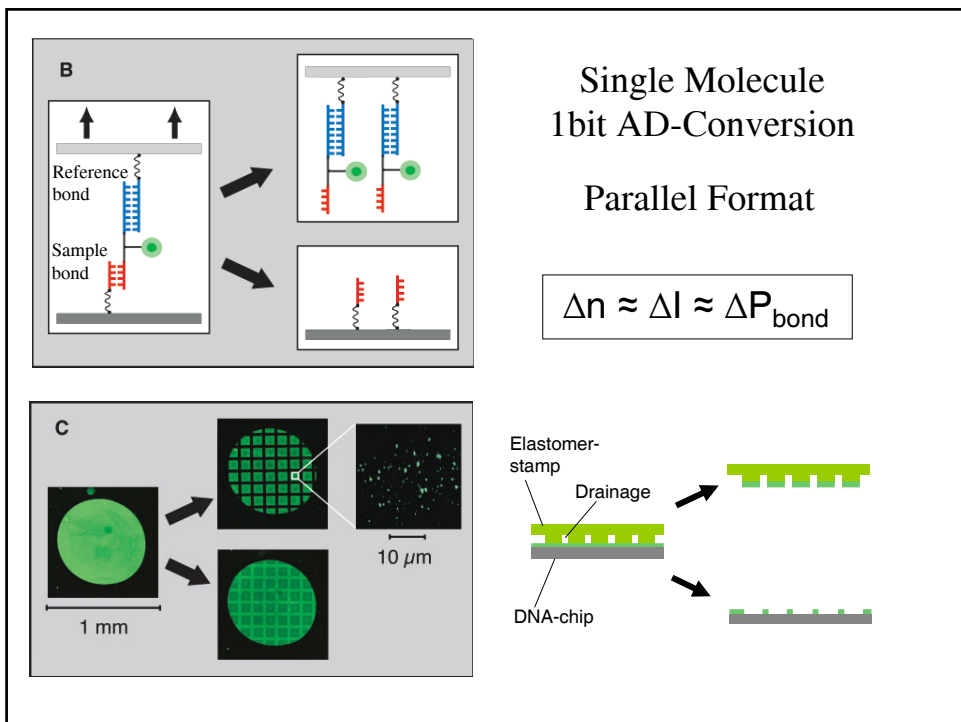 B
Reference
bond
Sample
bond
Single Molecule
1bit AD-Conversion
Parallel Format
Δn ≈ ΔI ≈ ΔP_bond
C
1 mm
10 µm
Elastomer-
stamp
Drainage
DNA-chip